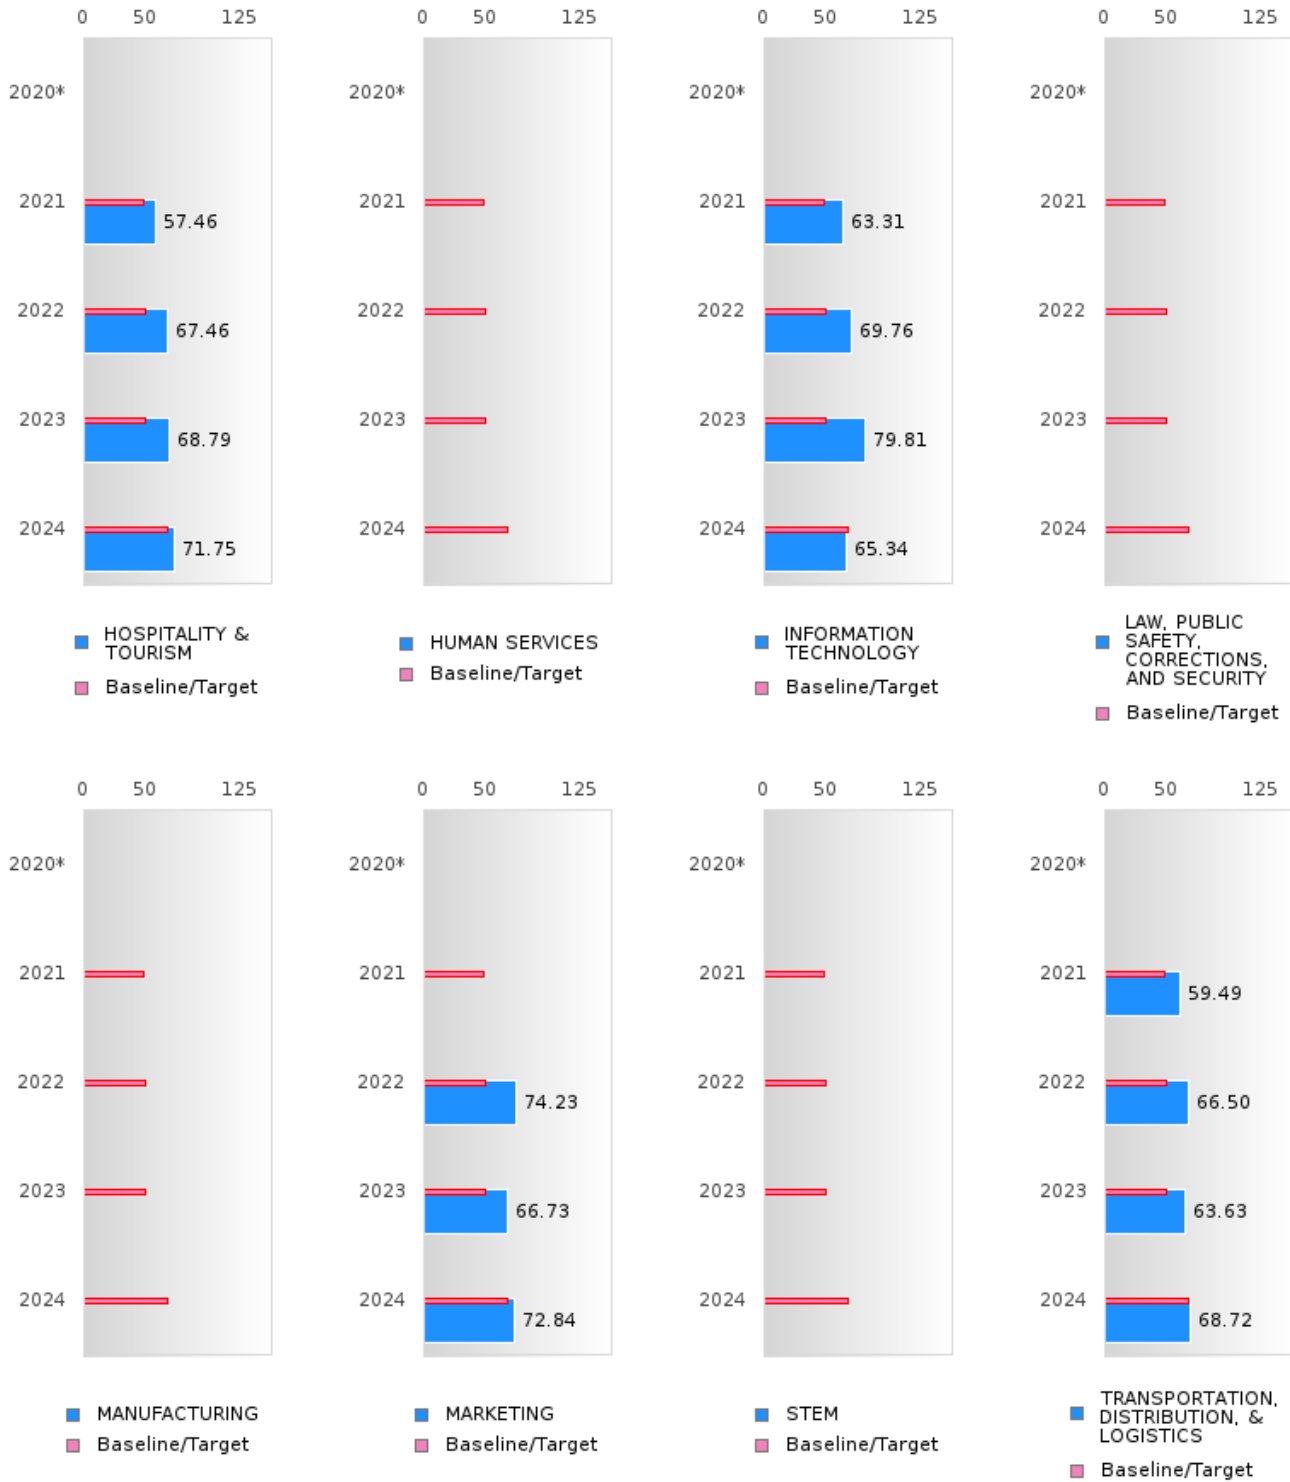 0 50 125
2020*
2021
57.46
2022
67.46
2023
68.79
2024
71.75
HOSPITALITY &
TOURISM
Baseline/Target
0 50 125
2020*
2021
2022
2023
2024
HUMAN SERVICES
Baseline/Target
0 50 125
2020*
2021
63.31
2022
69.76
2023
79.81
2024
65.34
INFORMATION
TECHNOLOGY
Baseline/Target
0 50 125
2020*
2021
2022
2023
2024
LAW, PUBLIC
SAFETY,
CORRECTIONS,
AND SECURITY
Baseline/Target
0 50 125
2020*
2021
2022
2023
2024
MANUFACTURING
Baseline/Target
0 50 125
2020*
2021
2022
74.23
2023
66.73
2024
72.84
MARKETING
Baseline/Target
0 50 125
2020*
2021
2022
2023
2024
STEM
Baseline/Target
0 50 125
2020*
2021
59.49
2022
66.50
2023
63.63
2024
68.72
TRANSPORTATION,
DISTRIBUTION, &
LOGISTICS
Baseline/Target